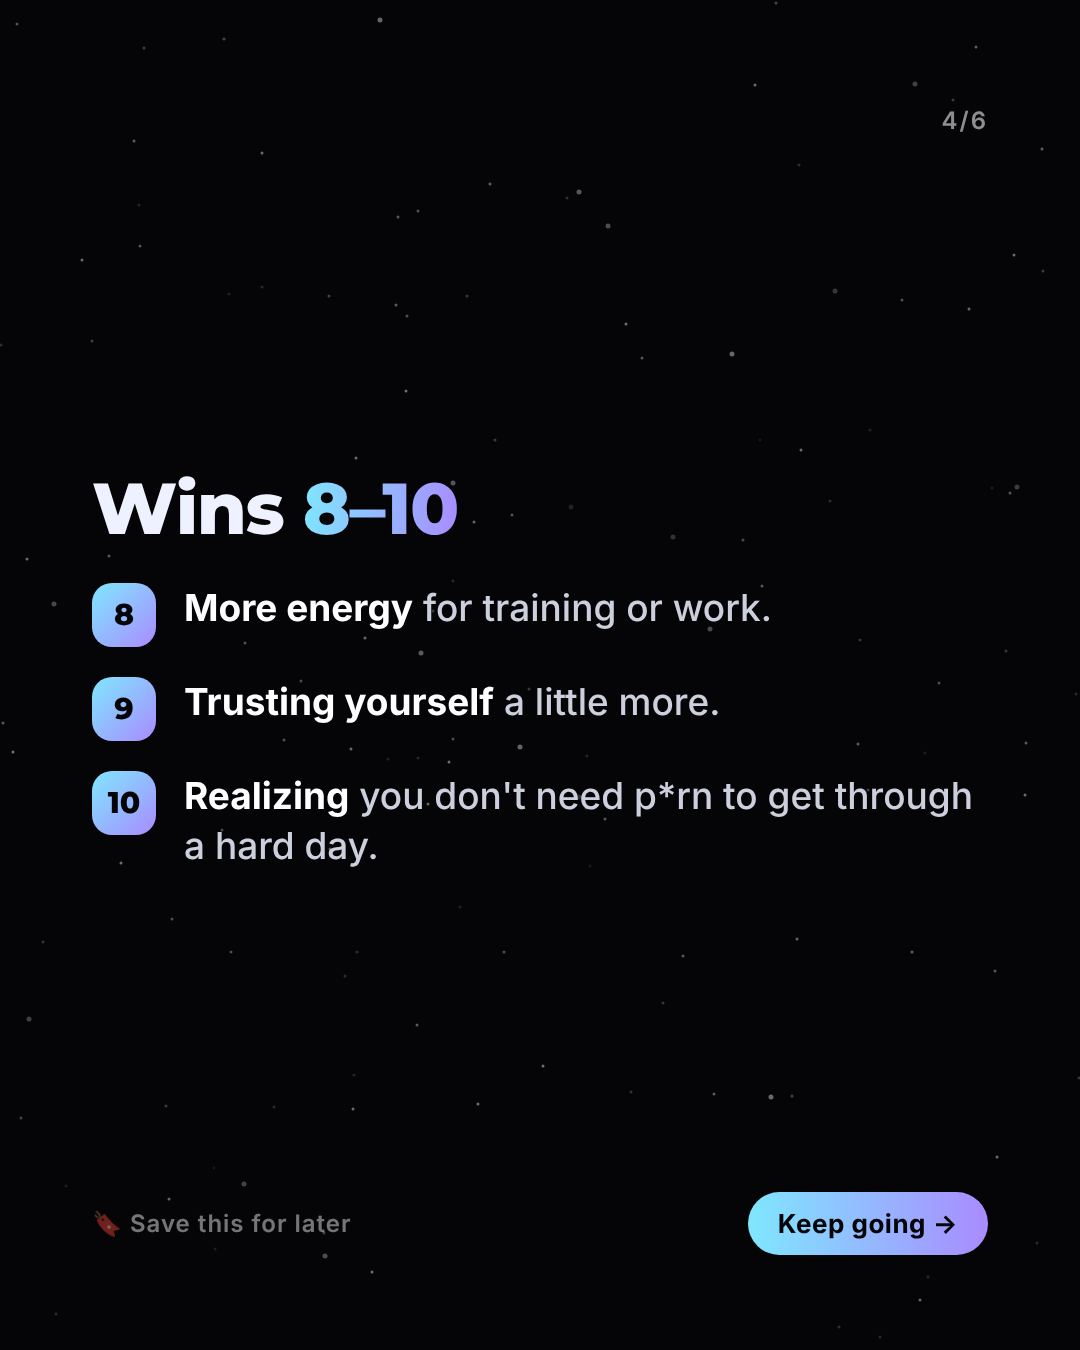 4/6
Wins 8–10
8 More energy for training or work.
9 Trusting yourself a little more.
10 Realizing you don't need p*rn to get through
a hard day.
🔖 Save this for later
Keep going →